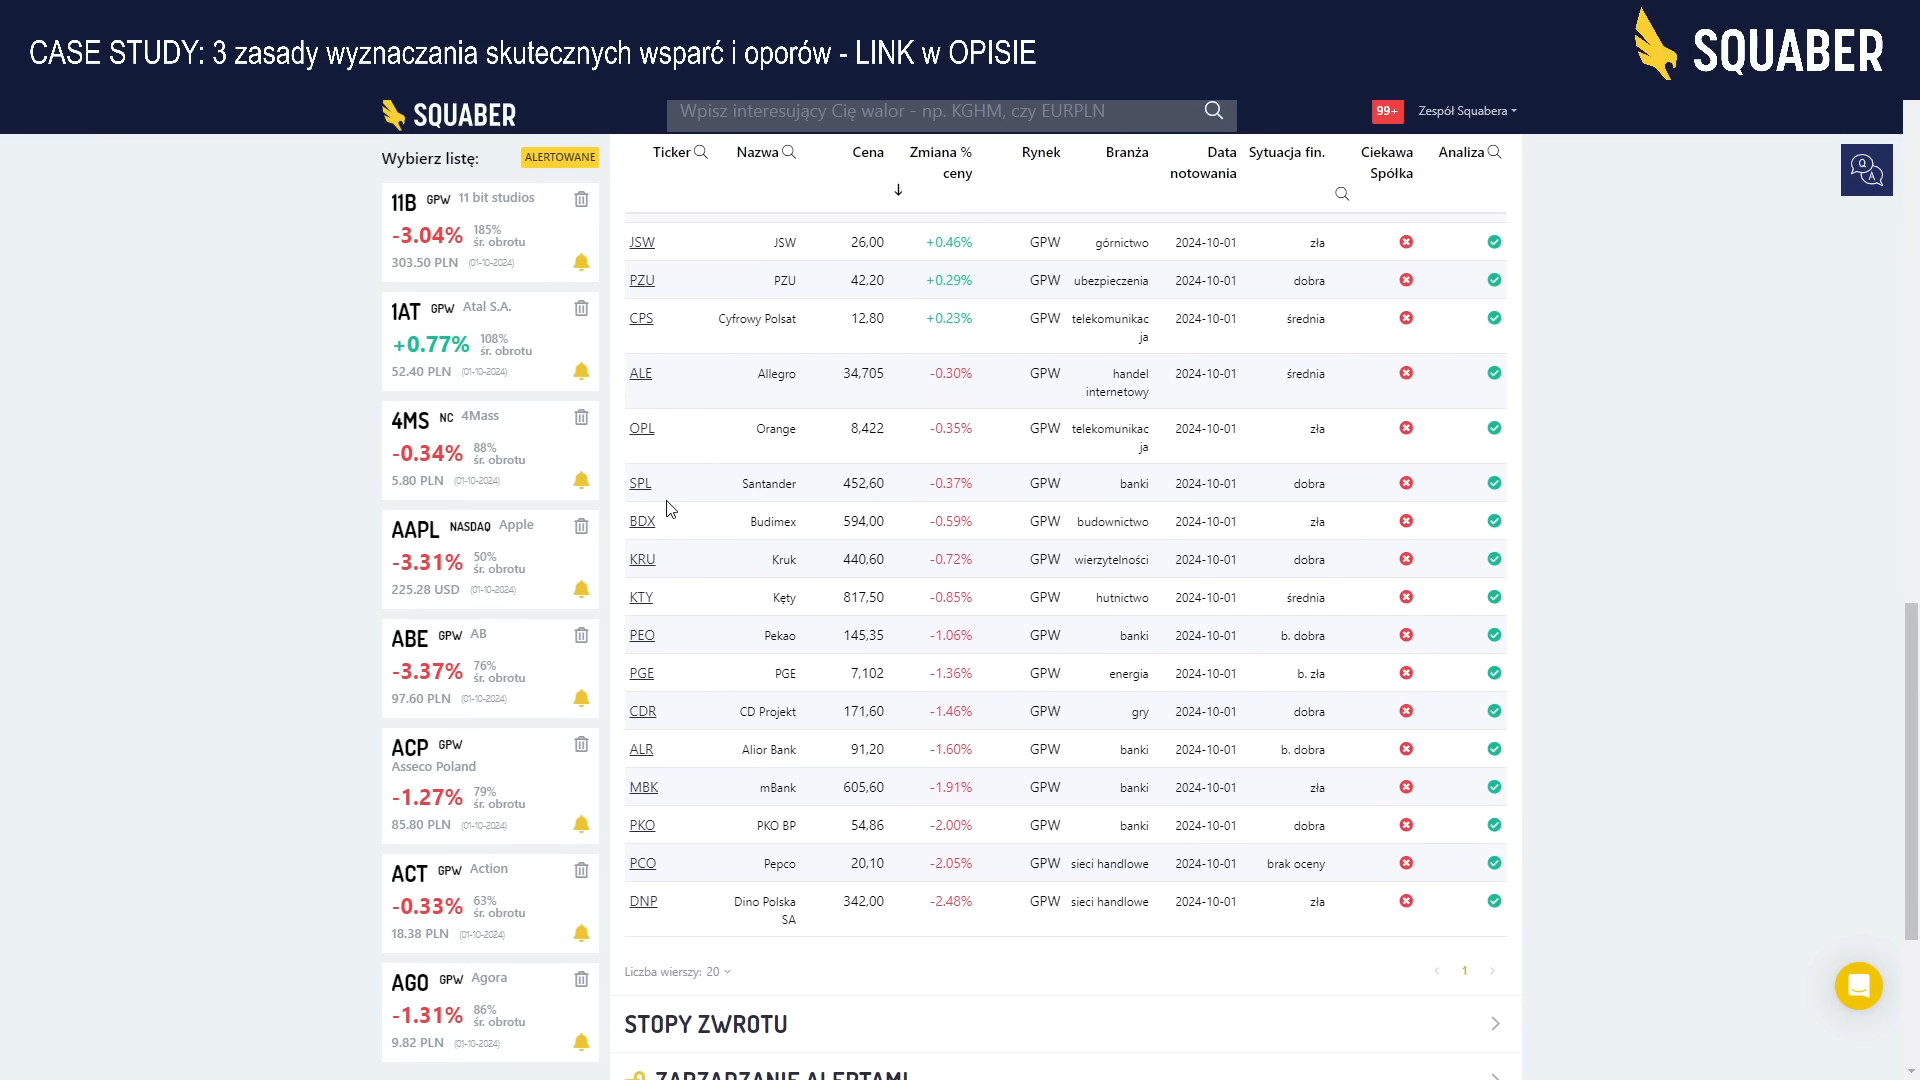 CASE STUDY: 3 zasady wyznaczania skutecznych wsparć i oporów - LINK w OPISIE
SQUABER
SQUABER
Wpisz interesujący Cię walor - np. KGHM, czy EURPLN
99+
Zespół Squabera
Wybierz listę:
ALERTOWANE
11B GPW 11 bit studios
-3.04% 185% śr. obrotu
303.50 PLN (01-10-2024)
1AT GPW Atal S.A.
+0.77% 108% śr. obrotu
52.40 PLN (01-10-2024)
4MS NC 4Mass
-0.34% 88% śr. obrotu
5.80 PLN (01-10-2024)
AAPL NASDAQ Apple
-3.31% 50% śr. obrotu
225.28 USD (01-10-2024)
ABE GPW AB
-3.37% 76% śr. obrotu
97.60 PLN (01-10-2024)
ACP GPW
Asseco Poland
-1.27% 79% śr. obrotu
85.80 PLN (01-10-2024)
ACT GPW Action
-0.33% 63% śr. obrotu
18.38 PLN (01-10-2024)
AGO GPW Agora
-1.31% 86% śr. obrotu
9.82 PLN (01-10-2024)
Ticker Nazwa Cena Zmiana % ceny Rynek Branża Data notowania Sytuacja fin. Ciekawa Spółka Analiza
JSW JSW 26,00 +0.46% GPW górnictwo 2024-10-01 zła
PZU PZU 42,20 +0.29% GPW ubezpieczenia 2024-10-01 dobra
CPS Cyfrowy Polsat 12,80 +0.23% GPW telekomunikac 2024-10-01 średnia
ja
ALE Allegro 34,705 -0.30% GPW handel 2024-10-01 średnia
internetowy
OPL Orange 8,422 -0.35% GPW telekomunikac 2024-10-01 zła
ja
SPL Santander 452,60 -0.37% GPW banki 2024-10-01 dobra
BDX Budimex 594,00 -0.59% GPW budownictwo 2024-10-01 zła
KRU Kruk 440,60 -0.72% GPW wierzytelności 2024-10-01 dobra
KTY Kęty 817,50 -0.85% GPW hutnictwo 2024-10-01 średnia
PEO Pekao 145,35 -1.06% GPW banki 2024-10-01 b. dobra
PGE PGE 7,102 -1.36% GPW energia 2024-10-01 b. zła
CDR CD Projekt 171,60 -1.46% GPW gry 2024-10-01 dobra
ALR Alior Bank 91,20 -1.60% GPW banki 2024-10-01 b. dobra
MBK mBank 605,60 -1.91% GPW banki 2024-10-01 zła
PKO PKO BP 54,86 -2.00% GPW banki 2024-10-01 dobra
PCO Pepco 20,10 -2.05% GPW sieci handlowe 2024-10-01 brak oceny
DNP Dino Polska 342,00 -2.48% GPW sieci handlowe 2024-10-01 zła
SA
Liczba wierszy: 20
1
STOPY ZWROTU
ZARZĄDZANIE ALERTAMI
Q
A